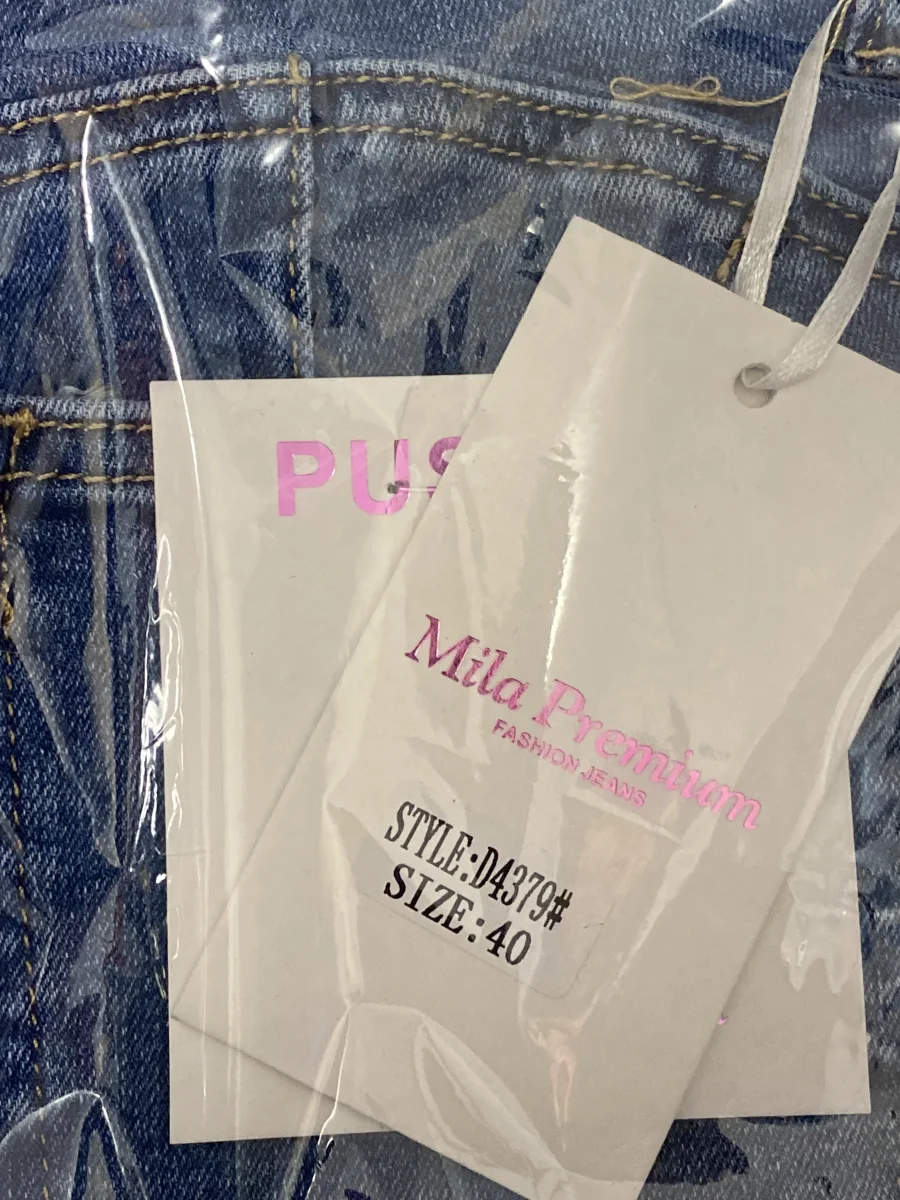 PUS
Mila Premium
FASHION JEANS
STYLE:D4379#
SIZE:40